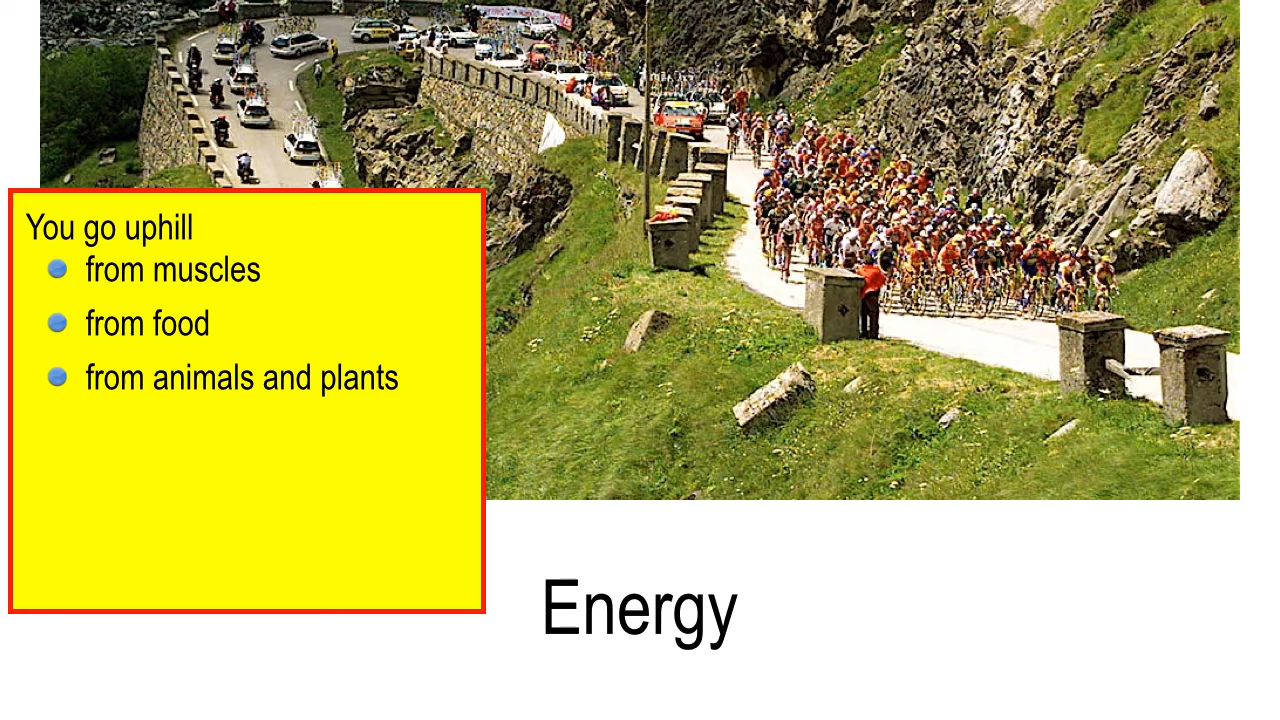 You go uphill
from muscles
from food
from animals and plants
Energy